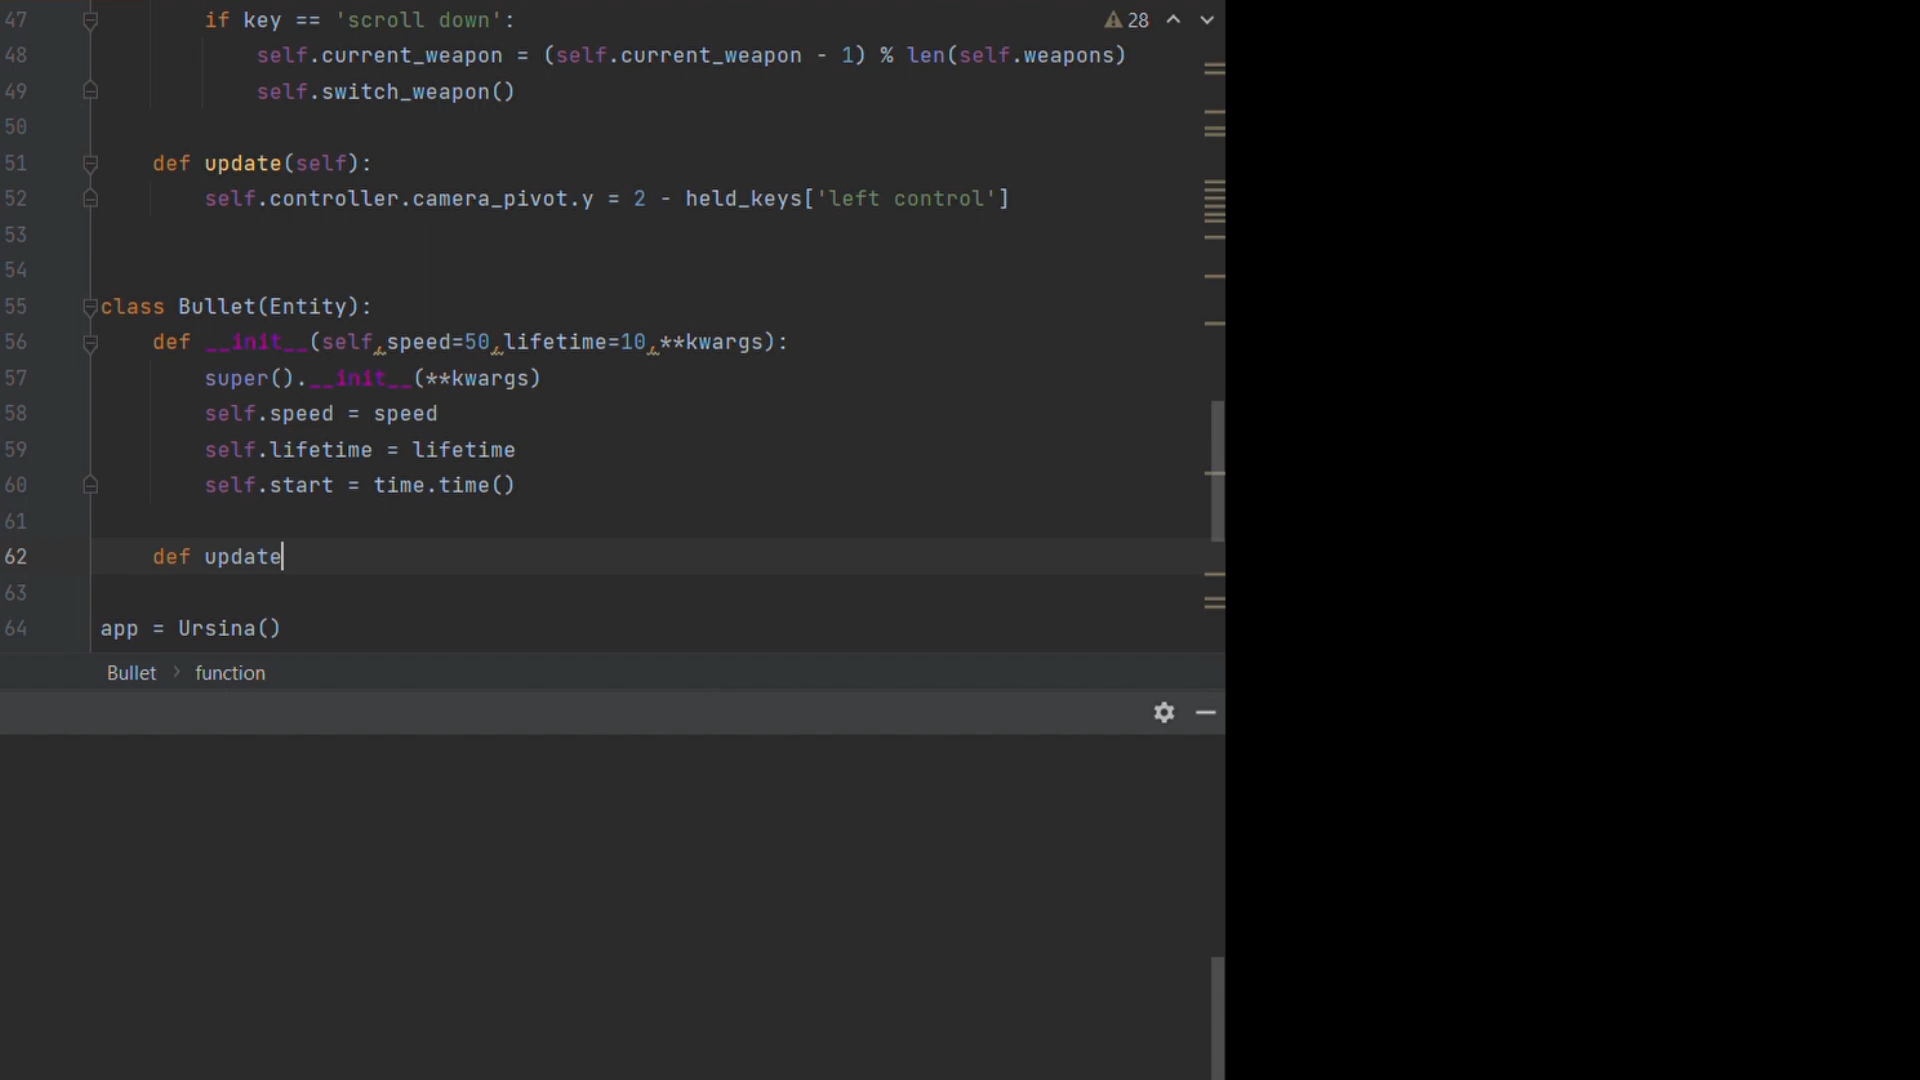 47 if key == 'scroll down': 28
48 self.current_weapon = (self.current_weapon - 1) % len(self.weapons)
49 self.switch_weapon()
50
51 def update(self):
52 self.controller.camera_pivot.y = 2 - held_keys['left control']
53
54
55 class Bullet(Entity):
56 def __init__(self,speed=50,lifetime=10,**kwargs):
57 super().__init__(**kwargs)
58 self.speed = speed
59 self.lifetime = lifetime
60 self.start = time.time()
61
62 def update
63
64 app = Ursina()
Bullet > function